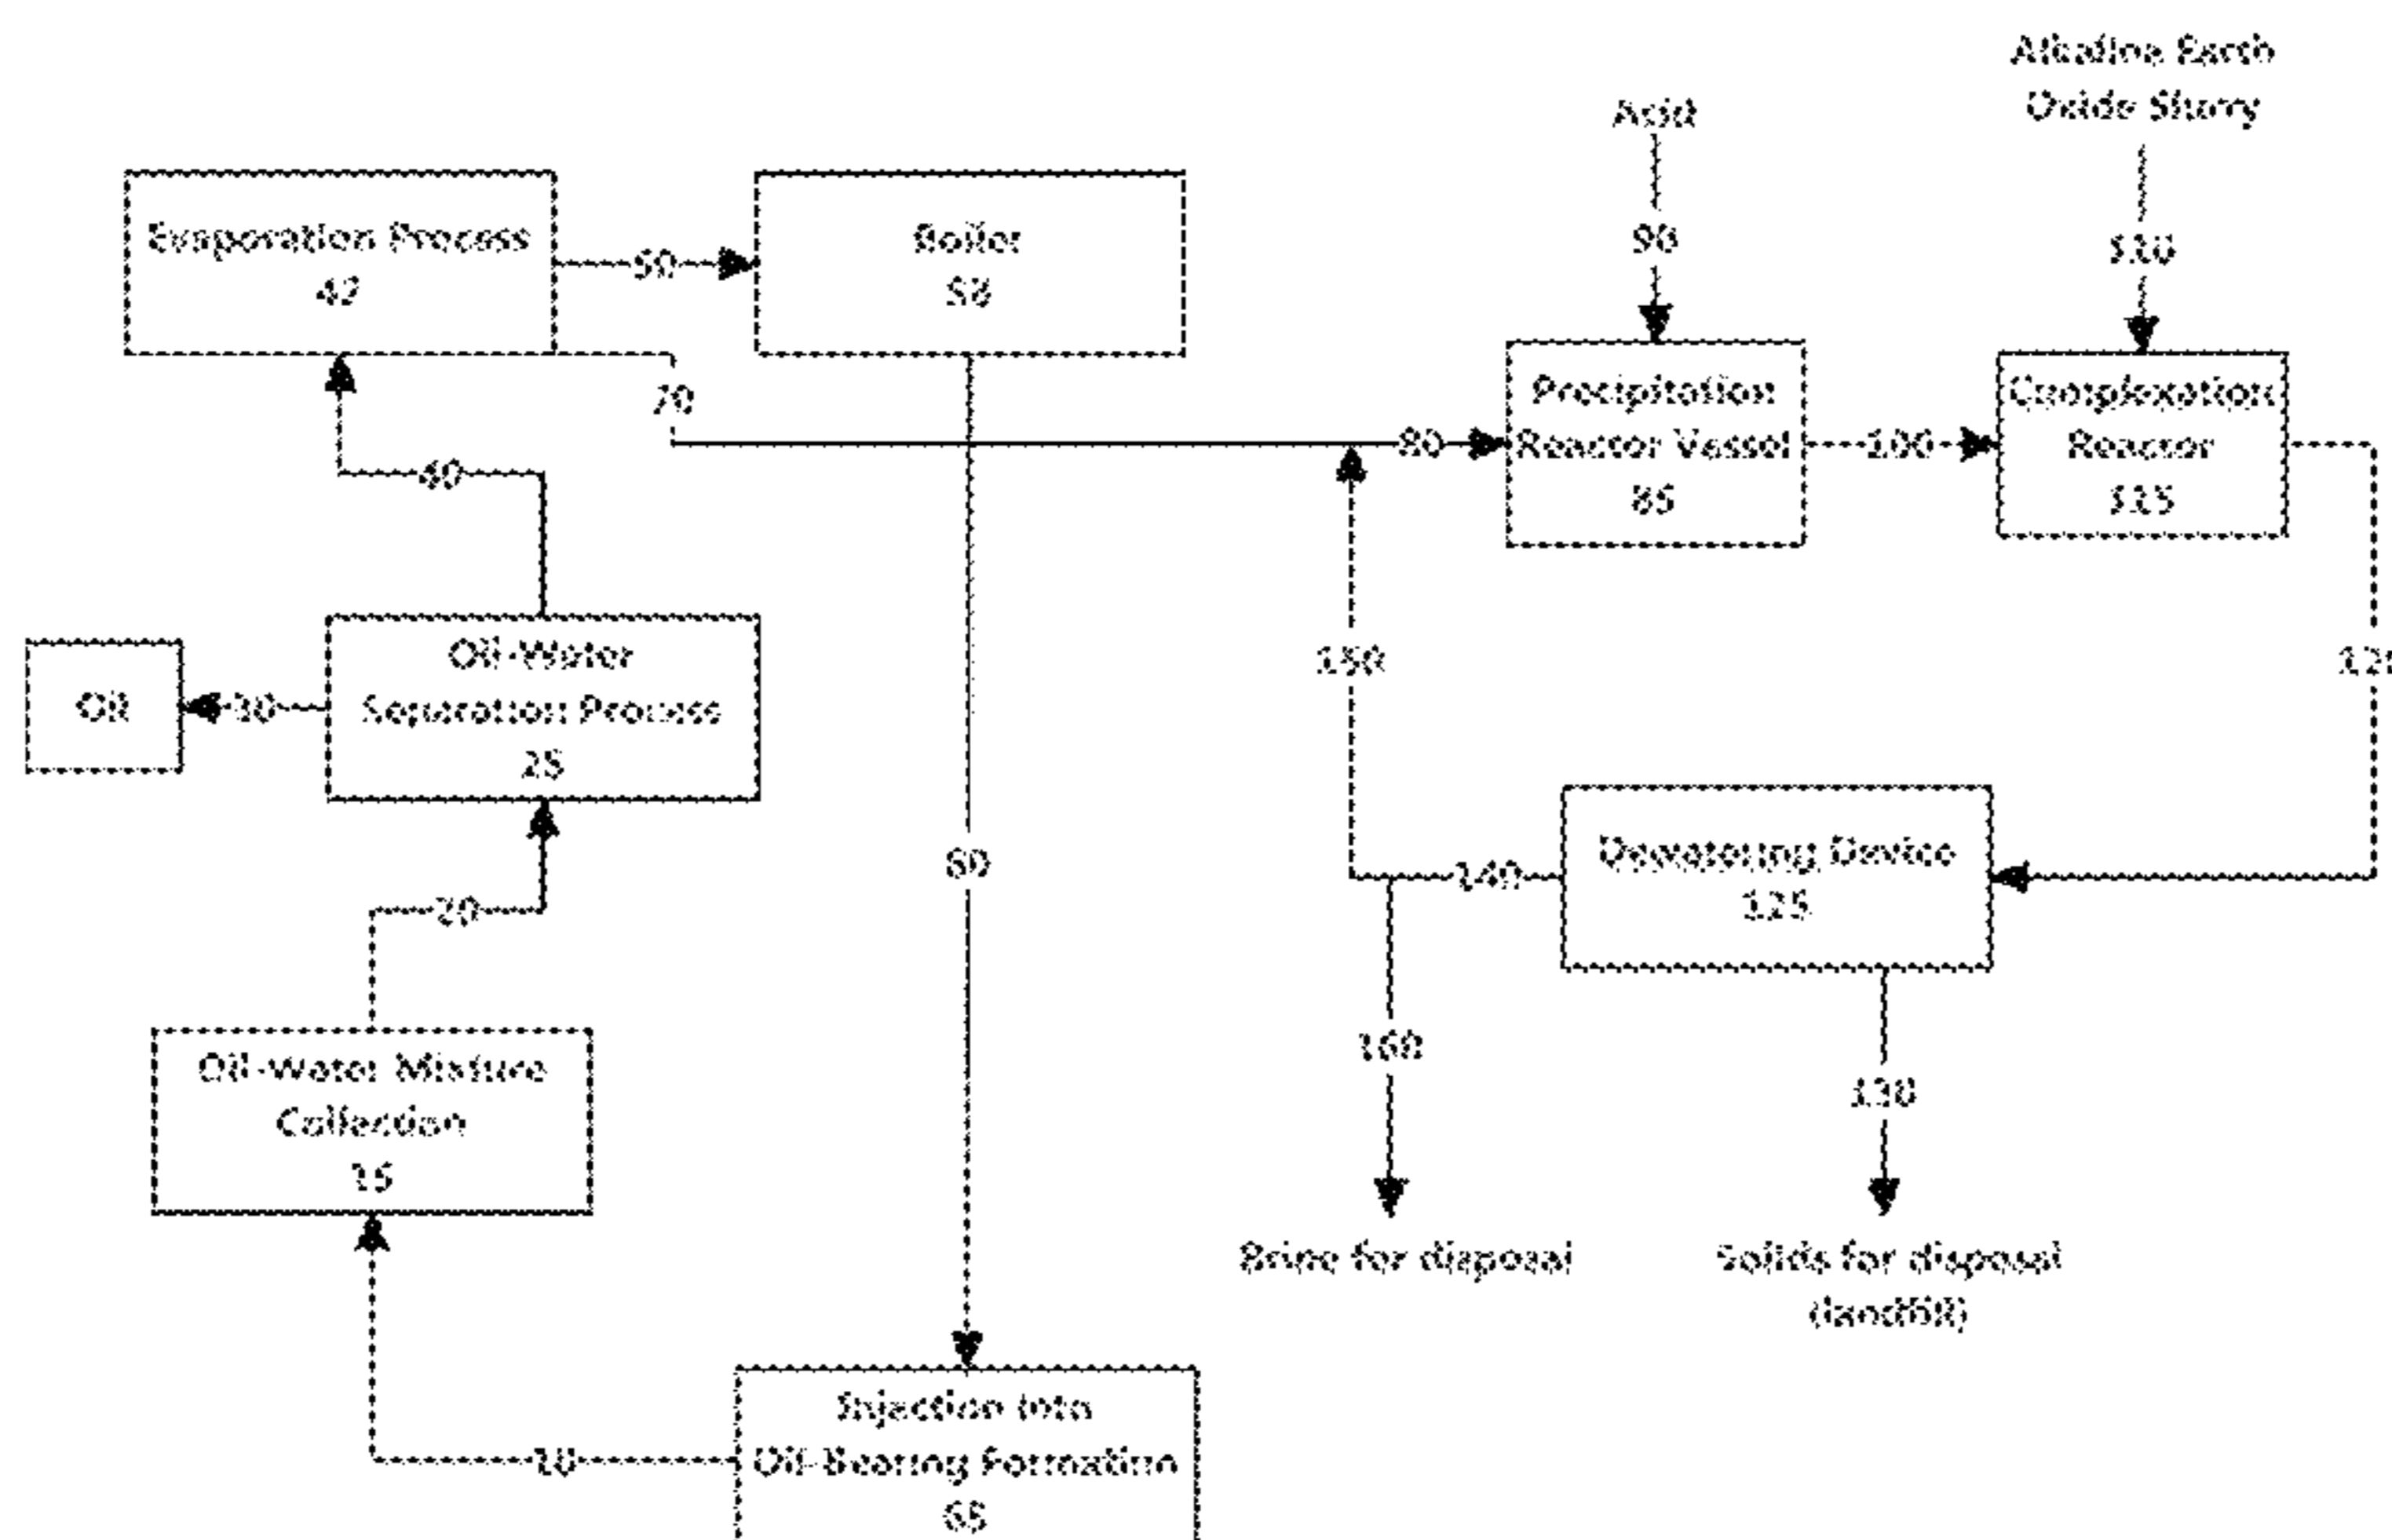 Alkaline Earth
Oxide Slurry
Acid
Evaporation Process
47
50
Boiler
58
90
110
70
80
Precipitation
Reactor Vessel
85
100
Complexation
Reactor
115
40
Oil-Water
Separation Process
25
Oil
30
150
60
20
140
Dewatering Device
125
Oil-Water Mixture
Collection
15
160
130
Brine for disposal
Solids for disposal
(landfill)
Injection into
Oil-Bearing Formation
65
10